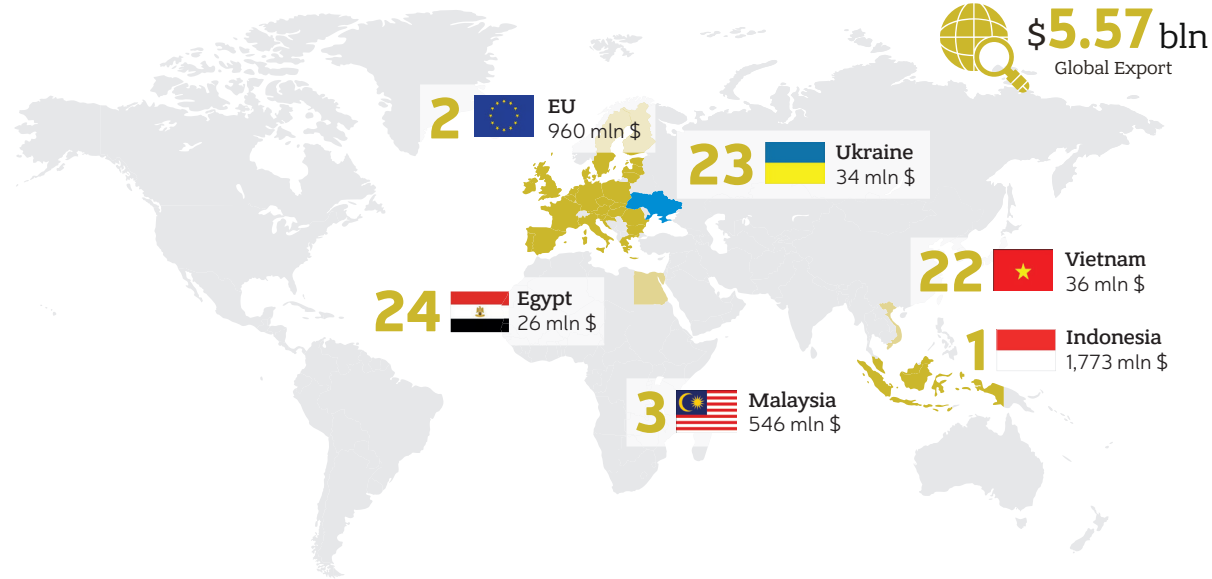 $5.57 bln
Global Export
2
EU
960 mln $
23
Ukraine
34 mln $
22
Vietnam
36 mln $
24
Egypt
26 mln $
1
Indonesia
1,773 mln $
3
Malaysia
546 mln $